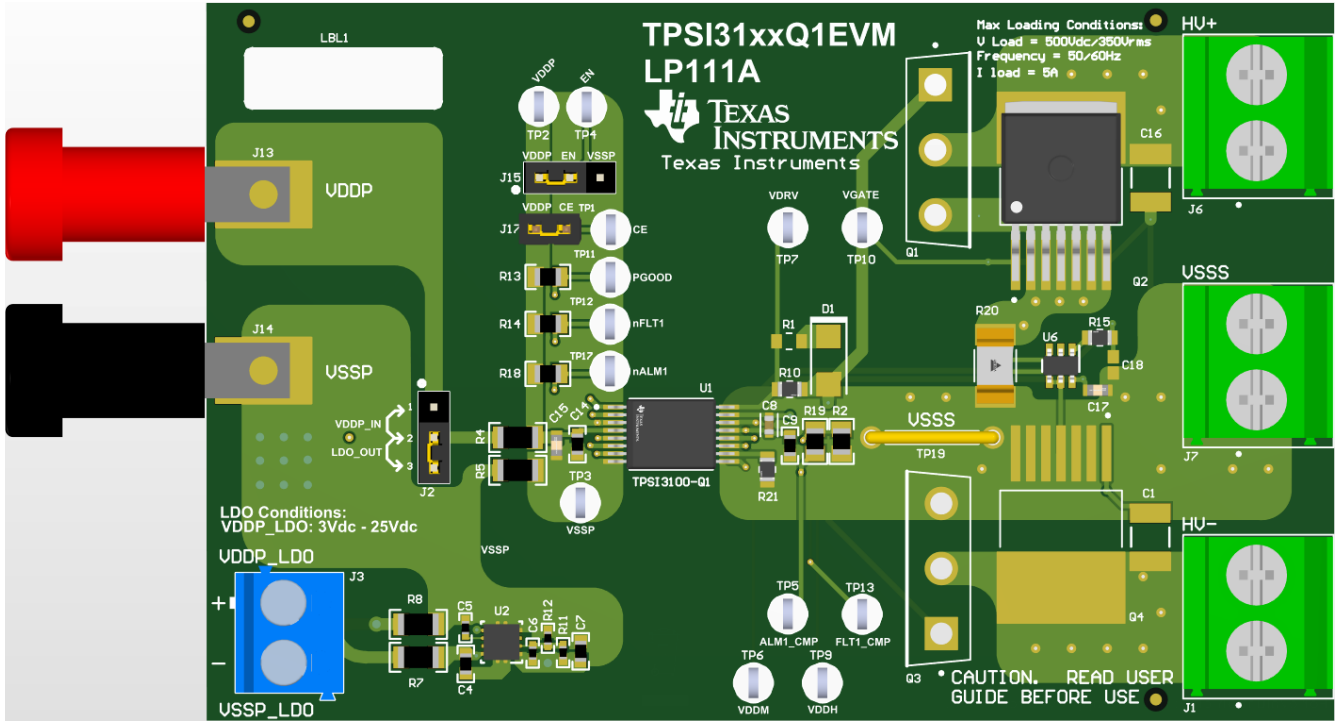 TPSI31xxQ1EVM
LP111A
TEXAS
INSTRUMENTS
Texas Instruments
Max Loading Conditions:
V Load = 500Vdc/350Vrms
Frequency = 50/60Hz
I load = 5A
HV+
LBL1
VDDP
EN
TP2
TP4
VDDP EN VSSP
J15
VDDP CE TP1
J17
CE
TP11
R13
PGOOD
TP12
R14
nFLT1
TP17
R18
nALM1
J13
VDDP
J14
VSSP
VDRV
TP7
VGATE
TP10
Q1
C16
J6
Q2
VSSS
R20
U6
R15
C18
C17
J7
D1
R1
R10
U1
TPSI3100-Q1
C15
C14
R4
R5
TP3
VSSP
C8
C9
R19
R2
R21
VSSS
TP19
1
VDDP_IN
2
LDO_OUT
3
J2
LDO Conditions:
VDDP_LDO: 3Vdc - 25Vdc
VDDP_LDO
J3
+
-
VSSP_LDO
VSSP
R8
R7
C5
C4
U2
C6
R12
R11
C7
TP5
ALM1_CMP
TP13
FLT1_CMP
TP6
VDDM
TP9
VDDH
Q3
C1
Q4
HV-
J1
CAUTION. READ USER
GUIDE BEFORE USE